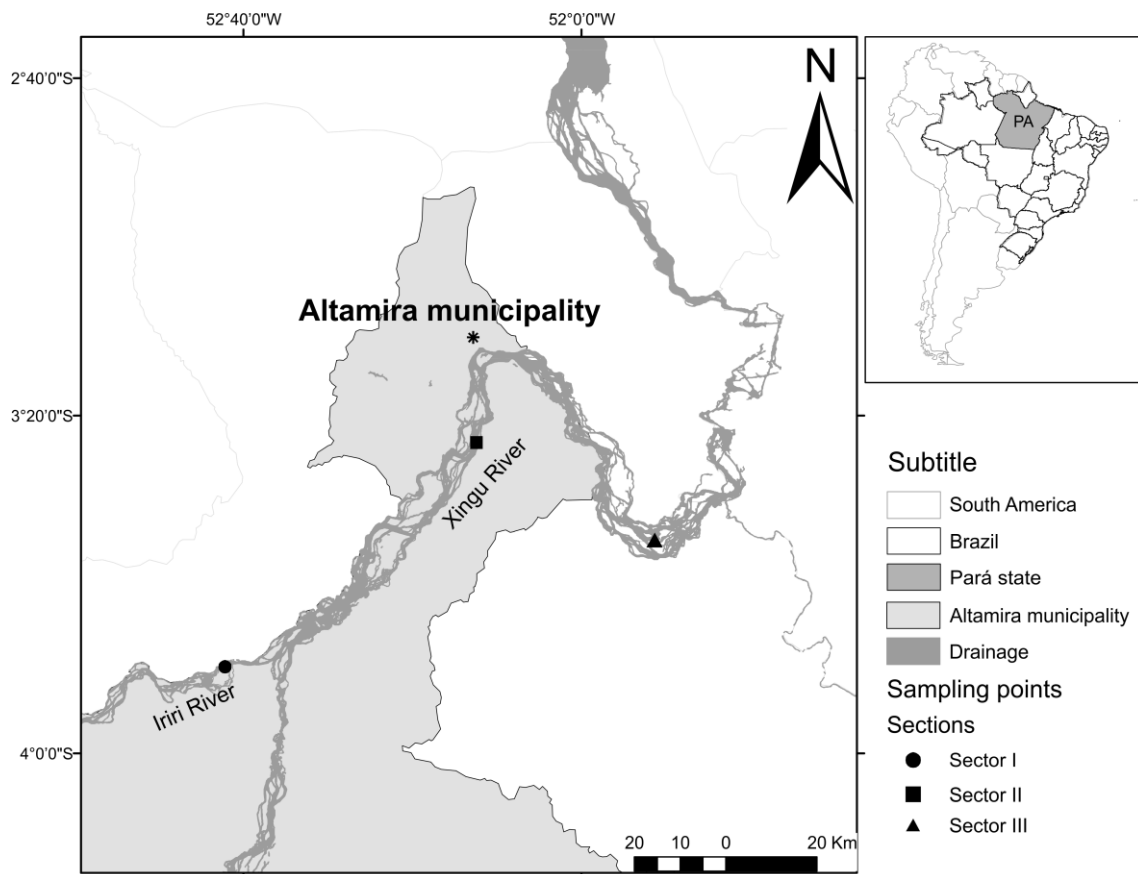 52°40'0"W
52°0'0"W
2°40'0"S
3°20'0"S
4°0'0"S
N
Altamira municipality
*
Xingu River
Iriri River
20 10 0 20 Km
PA
Subtitle
South America
Brazil
Pará state
Altamira municipality
Drainage
Sampling points
Sections
Sector I
Sector II
Sector III